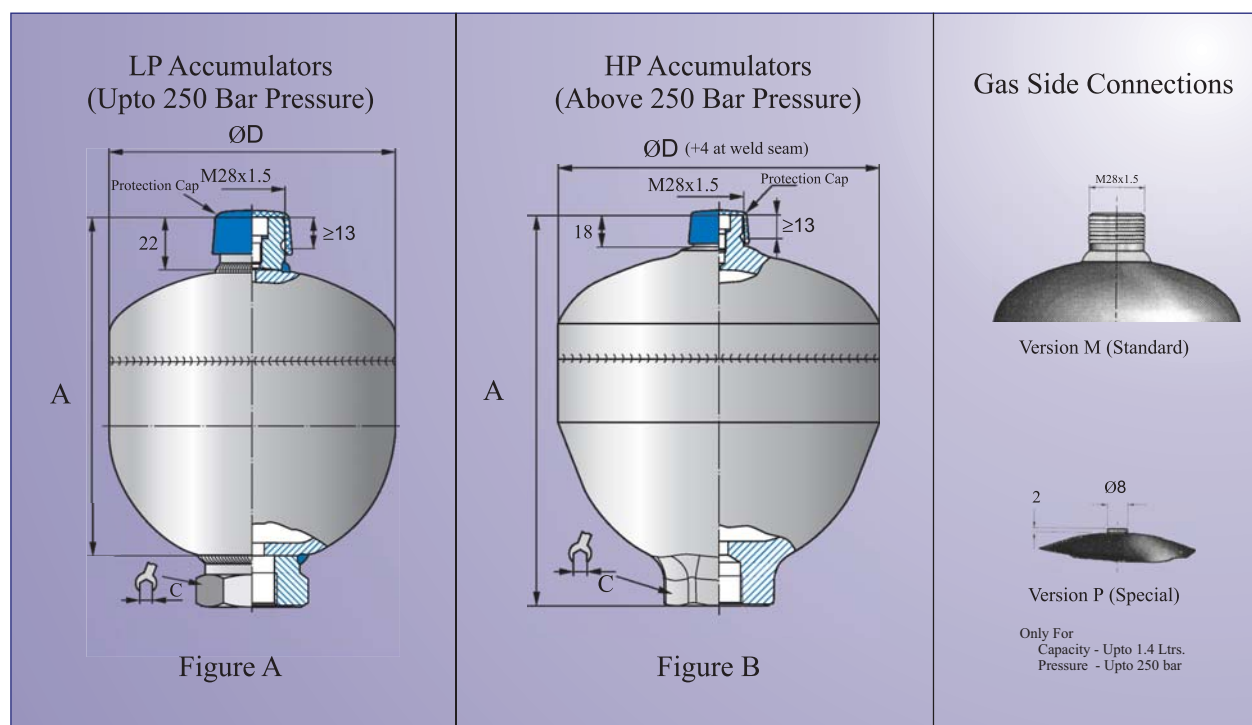 LP Accumulators
(Upto 250 Bar Pressure)
ØD
M28x1.5
Protection Cap
22
≥13
A
C
Figure A
HP Accumulators
(Above 250 Bar Pressure)
ØD (+4 at weld seam)
M28x1.5
Protection Cap
18
≥13
A
C
Figure B
Gas Side Connections
M28x1.5
Version M (Standard)
2
Ø8
Version P (Special)
Only For
Capacity - Upto 1.4 Ltrs.
Pressure - Upto 250 bar